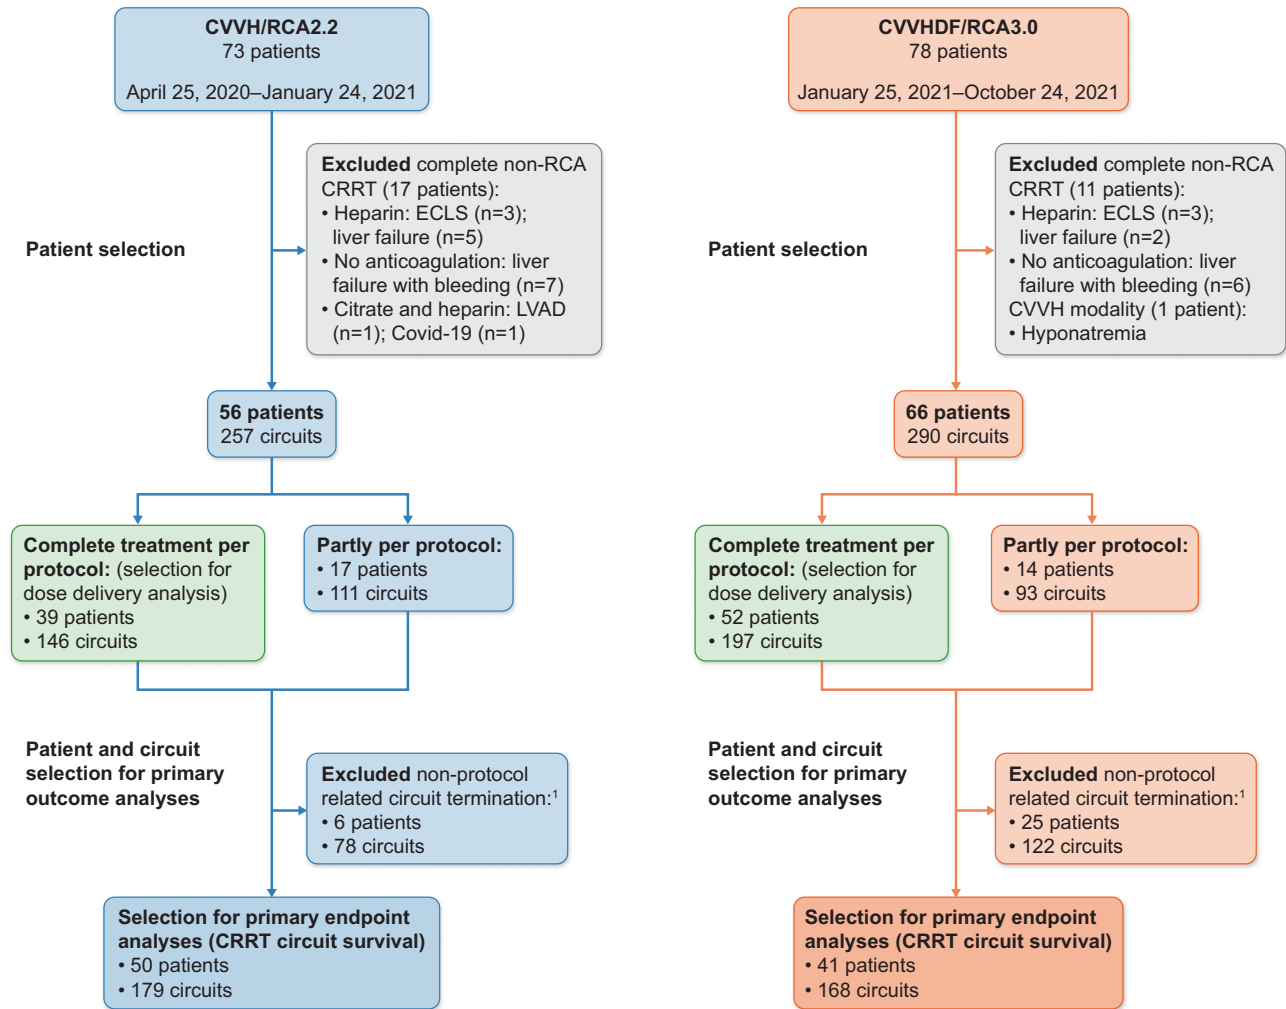 CVVH/RCA2.2
73 patients
April 25, 2020–January 24, 2021
Excluded complete non-RCA
CRRT (17 patients):
• Heparin: ECLS (n=3);
liver failure (n=5)
• No anticoagulation: liver
failure with bleeding (n=7)
• Citrate and heparin: LVAD
(n=1); Covid-19 (n=1)
Patient selection
56 patients
257 circuits
Complete treatment per
protocol: (selection for
dose delivery analysis)
• 39 patients
• 146 circuits
Partly per protocol:
• 17 patients
• 111 circuits
Patient and circuit
selection for primary
outcome analyses
Excluded non-protocol
related circuit termination:¹
• 6 patients
• 78 circuits
Selection for primary endpoint
analyses (CRRT circuit survival)
• 50 patients
• 179 circuits
CVVHDF/RCA3.0
78 patients
January 25, 2021–October 24, 2021
Excluded complete non-RCA
CRRT (11 patients):
• Heparin: ECLS (n=3);
liver failure (n=2)
• No anticoagulation: liver
failure with bleeding (n=6)
CVVH modality (1 patient):
• Hyponatremia
Patient selection
66 patients
290 circuits
Complete treatment per
protocol: (selection for
dose delivery analysis)
• 52 patients
• 197 circuits
Partly per protocol:
• 14 patients
• 93 circuits
Patient and circuit
selection for primary
outcome analyses
Excluded non-protocol
related circuit termination:¹
• 25 patients
• 122 circuits
Selection for primary endpoint
analyses (CRRT circuit survival)
• 41 patients
• 168 circuits